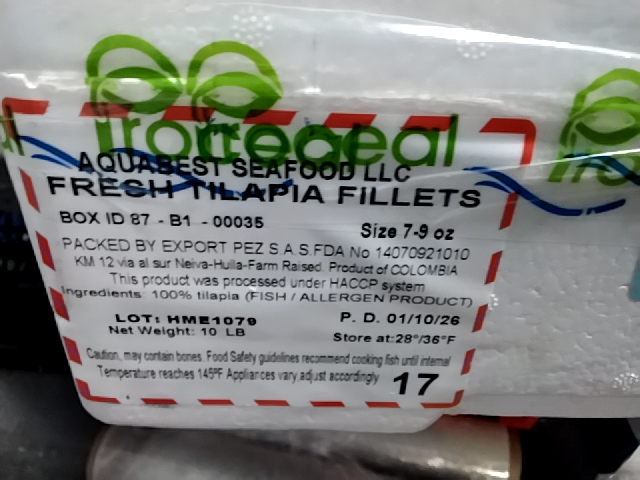 AQUABEST SEAFOOD LLC
FRESH TILAPIA FILLETS
BOX ID 87 - B1 - 00035
Size 7-9 oz
PACKED BY EXPORT PEZ S.A.S.FDA No 14070921010
KM 12 via al sur Neiva-Huila-Farm Raised. Product of COLOMBIA
This product was processed under HACCP system
Ingredients: 100% tilapia (FISH / ALLERGEN PRODUCT)
LOT: HME1079
P. D. 01/10/26
Net Weight: 10 LB
Store at:28°/36°F
Caution, may contain bones. Food Safety guidelines recommend cooking fish until internal
Temperature reaches 145ºF Appliances vary,adjust accordingly
17